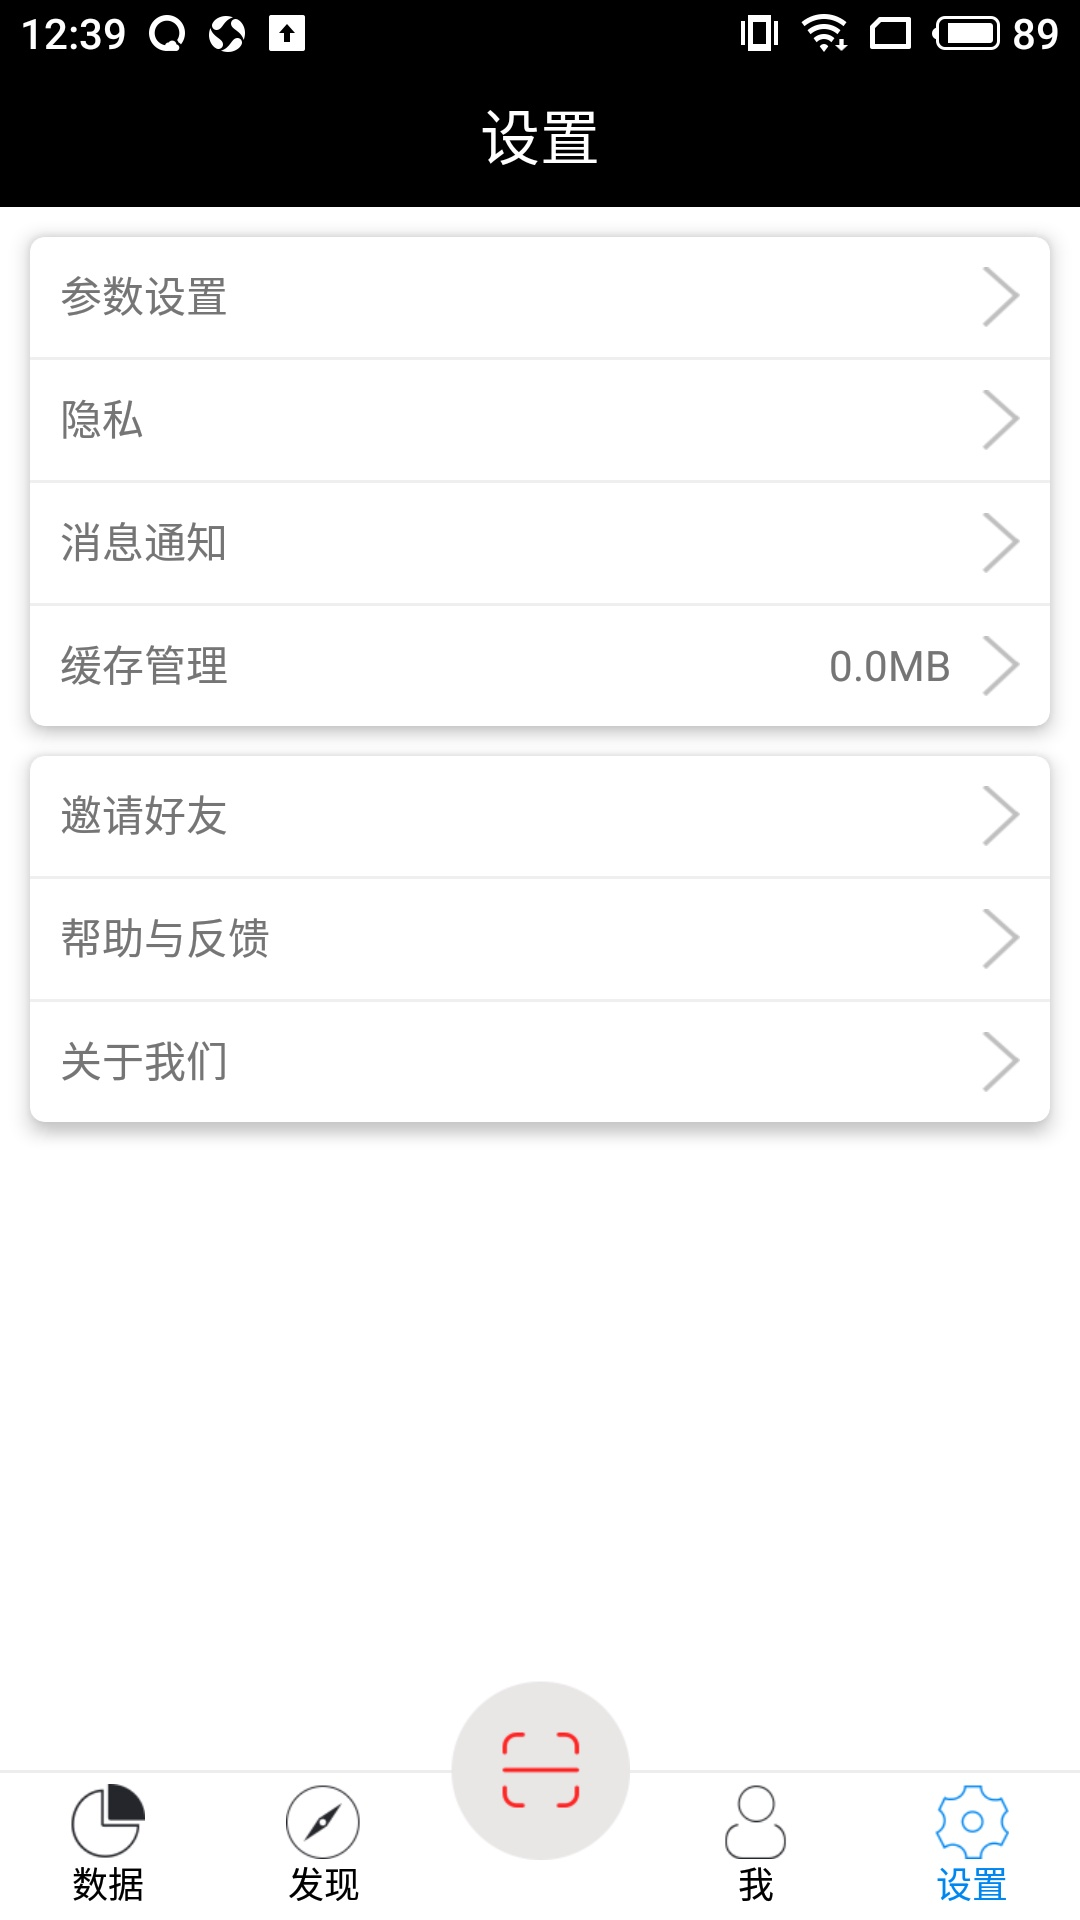 12:39 89
设置
参数设置
隐私
消息通知
缓存管理 0.0MB
邀请好友
帮助与反馈
关于我们
数据 发现 我 设置